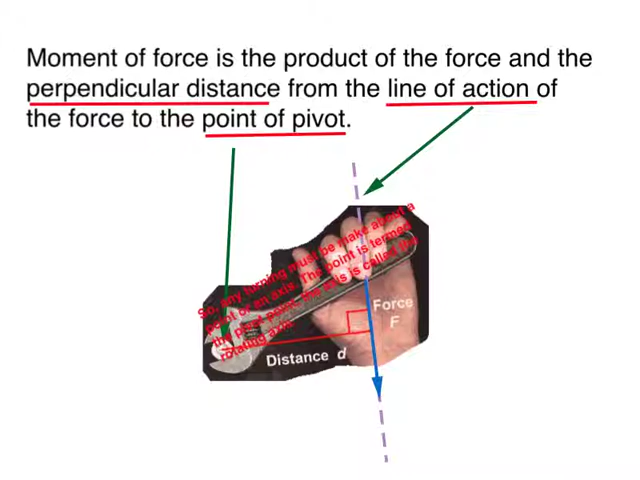 Moment of force is the product of the force and the
perpendicular distance from the line of action of
the force to the point of pivot.
So, any turning must be make about a
point or an axis. The point is termed
the pivot point, the axis is called the
rotating axis.
Force
F
Distance d